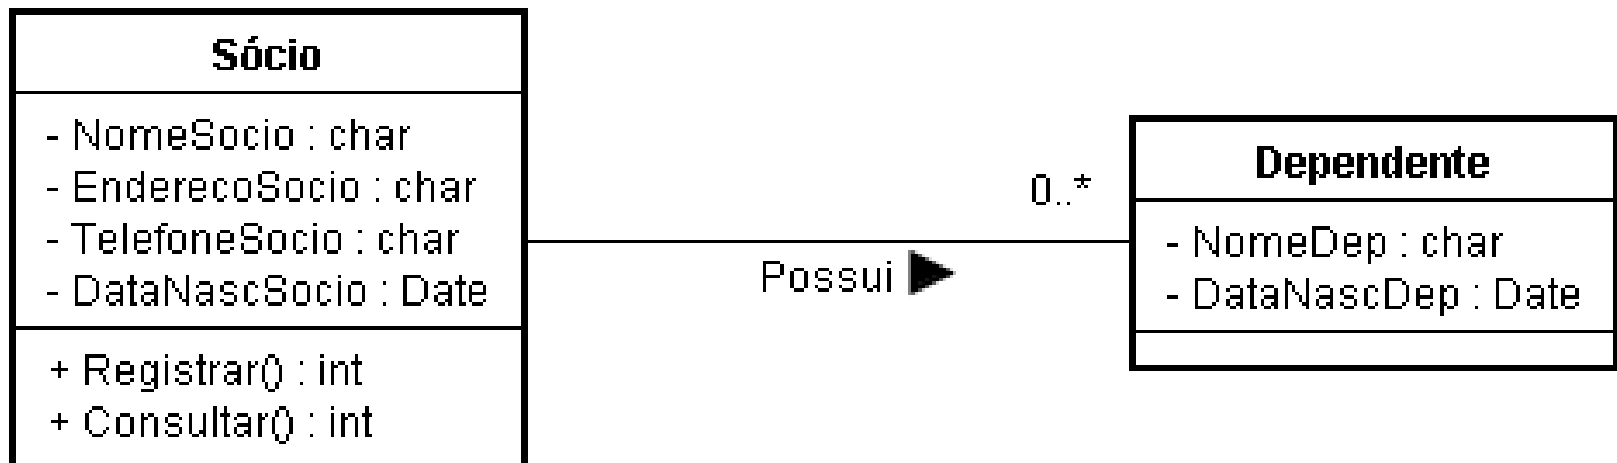 Sócio
- NomeSocio : char
- EnderecoSocio : char
- TelefoneSocio : char
- DataNascSocio : Date
+ Registrar() : int
+ Consultar() : int
0..*
Possui
Dependente
- NomeDep : char
- DataNascDep : Date